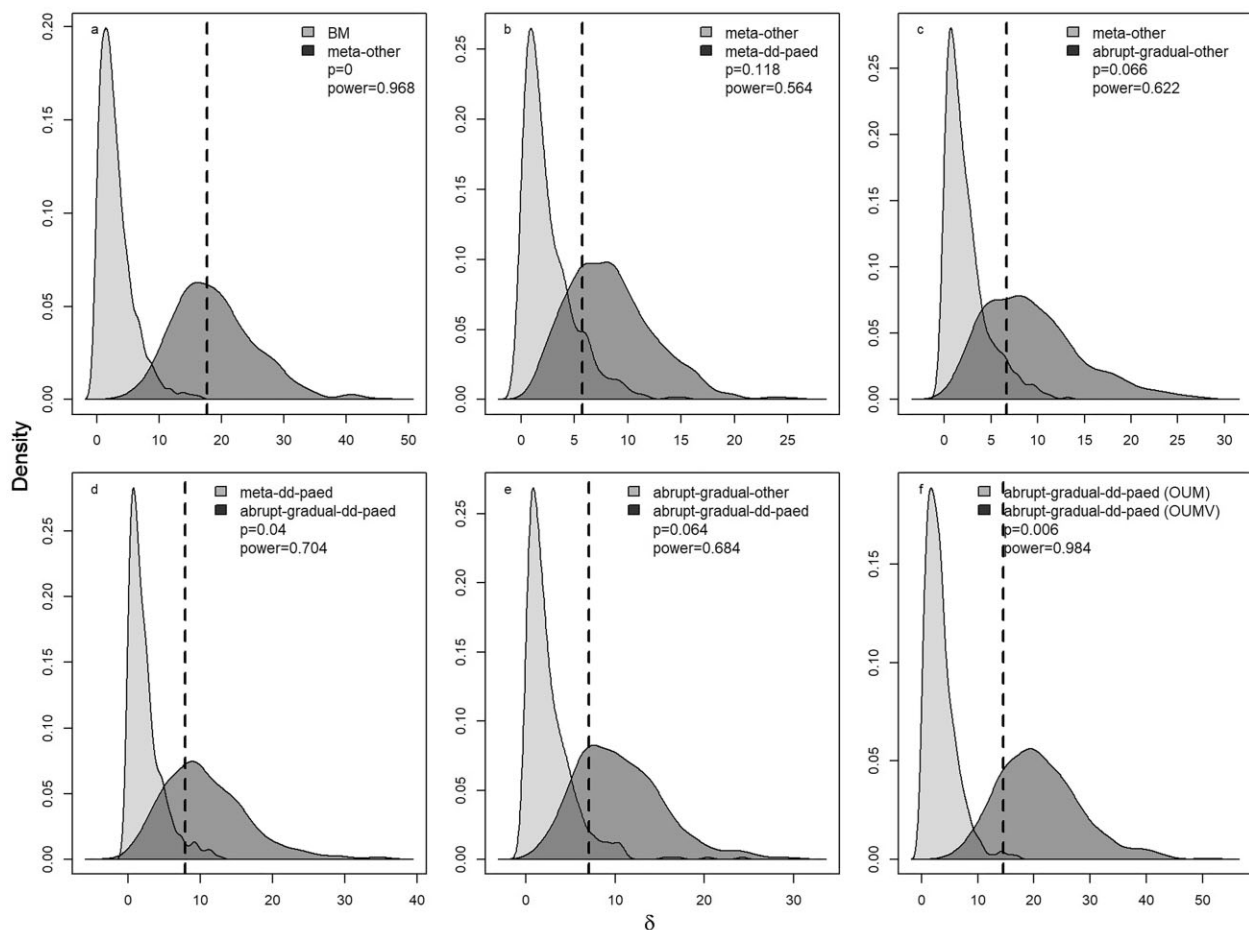 a
BM
meta-other
p=0
power=0.968
0.00 0.05 0.10 0.15 0.20
0 10 20 30 40 50
b
meta-other
meta-dd-paed
p=0.118
power=0.564
0.00 0.05 0.10 0.15 0.20 0.25
0 5 10 15 20 25
c
meta-other
abrupt-gradual-other
p=0.066
power=0.622
0.00 0.05 0.10 0.15 0.20 0.25
0 5 10 15 20 25 30
Density
d
meta-dd-paed
abrupt-gradual-dd-paed
p=0.04
power=0.704
0.00 0.05 0.10 0.15 0.20 0.25
0 10 20 30 40
e
abrupt-gradual-other
abrupt-gradual-dd-paed
p=0.064
power=0.684
0.00 0.05 0.10 0.15 0.20 0.25
0 10 20 30
f
abrupt-gradual-dd-paed (OUM)
abrupt-gradual-dd-paed (OUMV)
p=0.006
power=0.984
0.00 0.05 0.10 0.15
0 10 20 30 40 50
δ